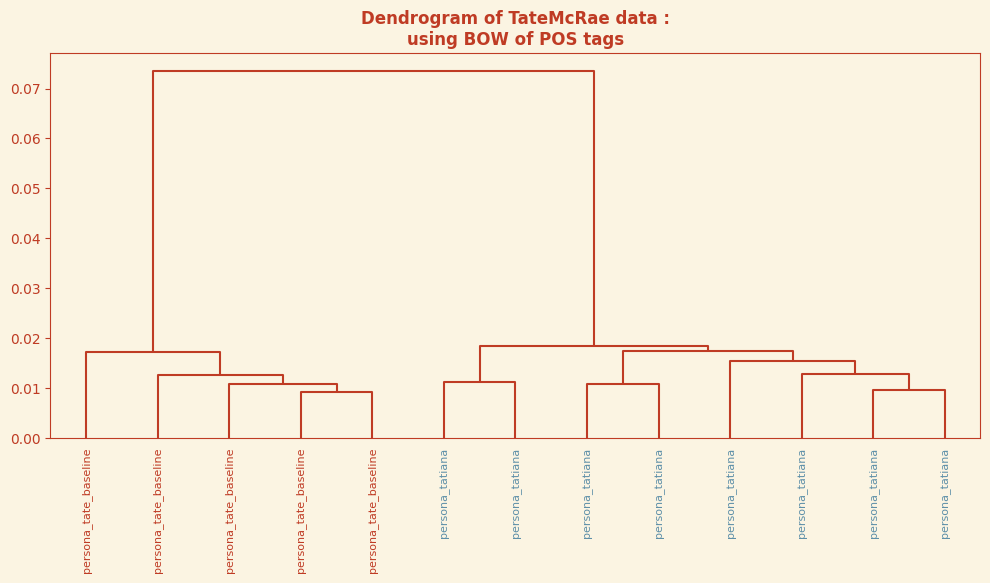 Dendrogram of TateMcRae data :
using BOW of POS tags
0.07
0.06
0.05
0.04
0.03
0.02
0.01
0.00
persona_tate_baseline
persona_tate_baseline
persona_tate_baseline
persona_tate_baseline
persona_tate_baseline
persona_tatiana
persona_tatiana
persona_tatiana
persona_tatiana
persona_tatiana
persona_tatiana
persona_tatiana
persona_tatiana